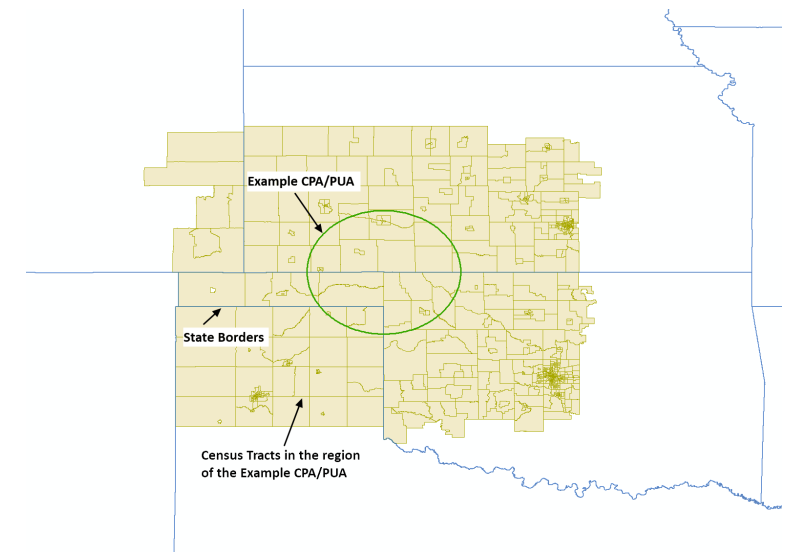 Example CPA/PUA
State Borders
Census Tracts in the region
of the Example CPA/PUA